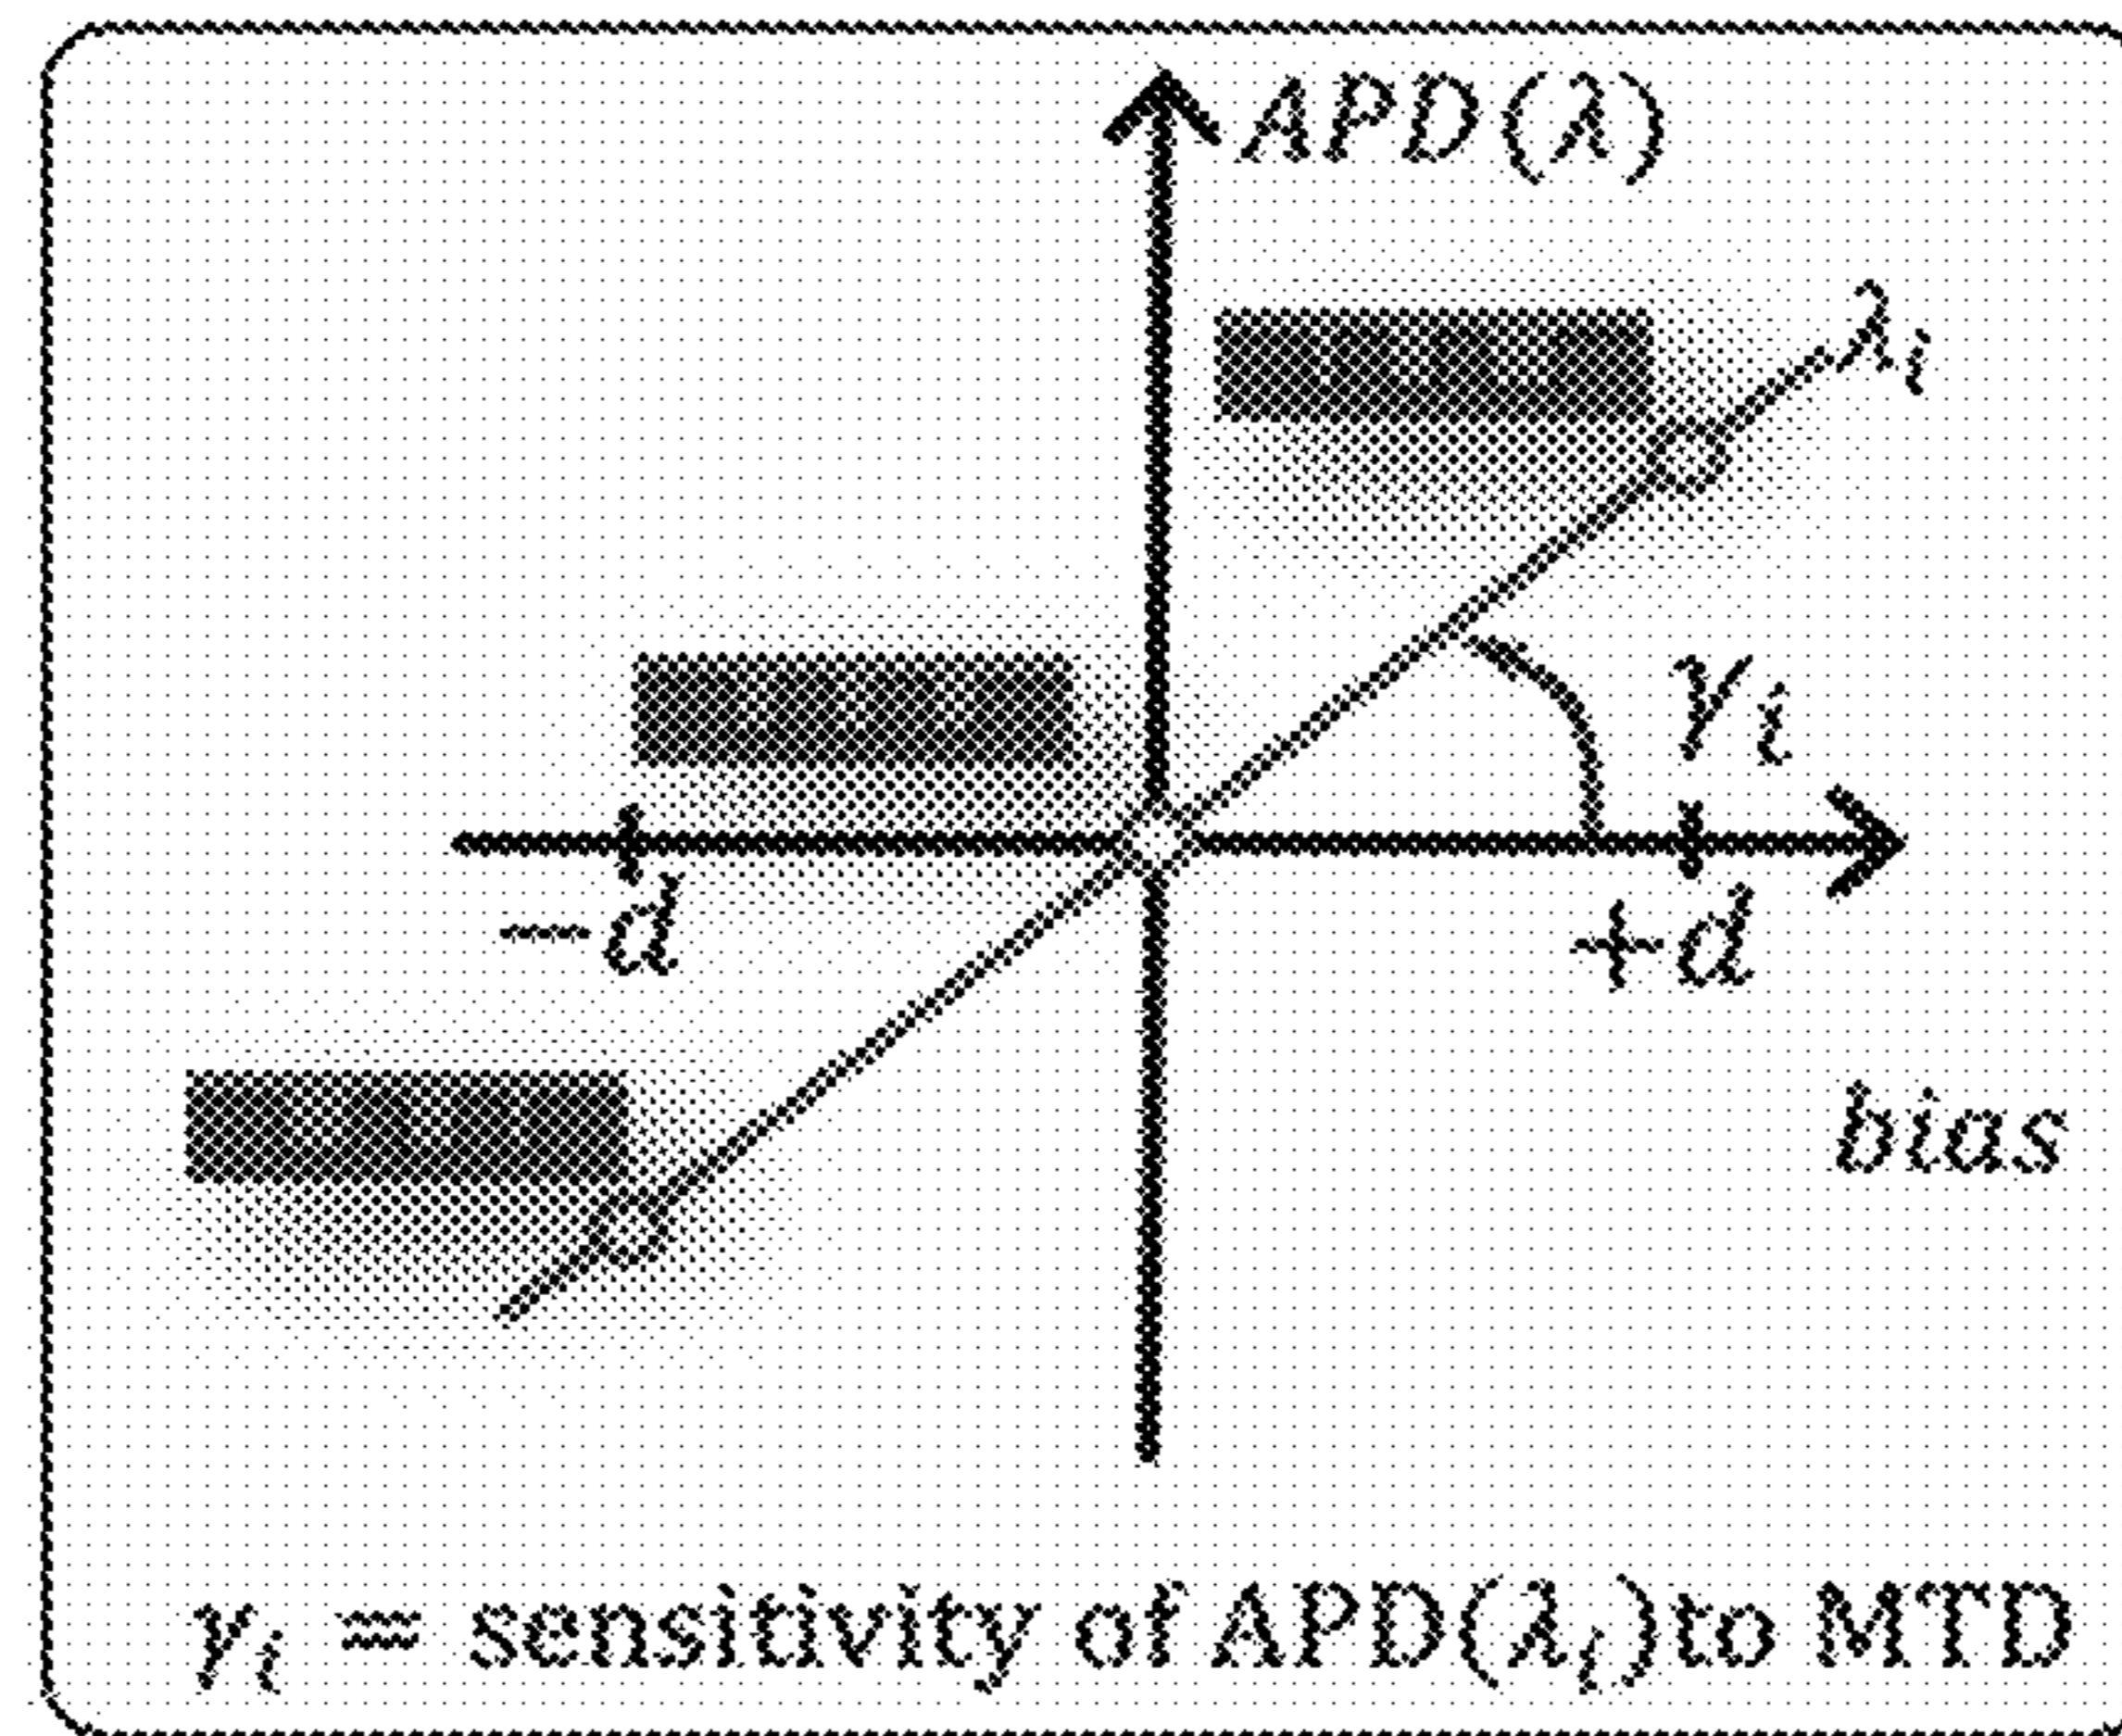 APD(λ)
λᵢ
γᵢ
−d
+d
bias
γᵢ = sensitivity of APD(λᵢ)to MTD